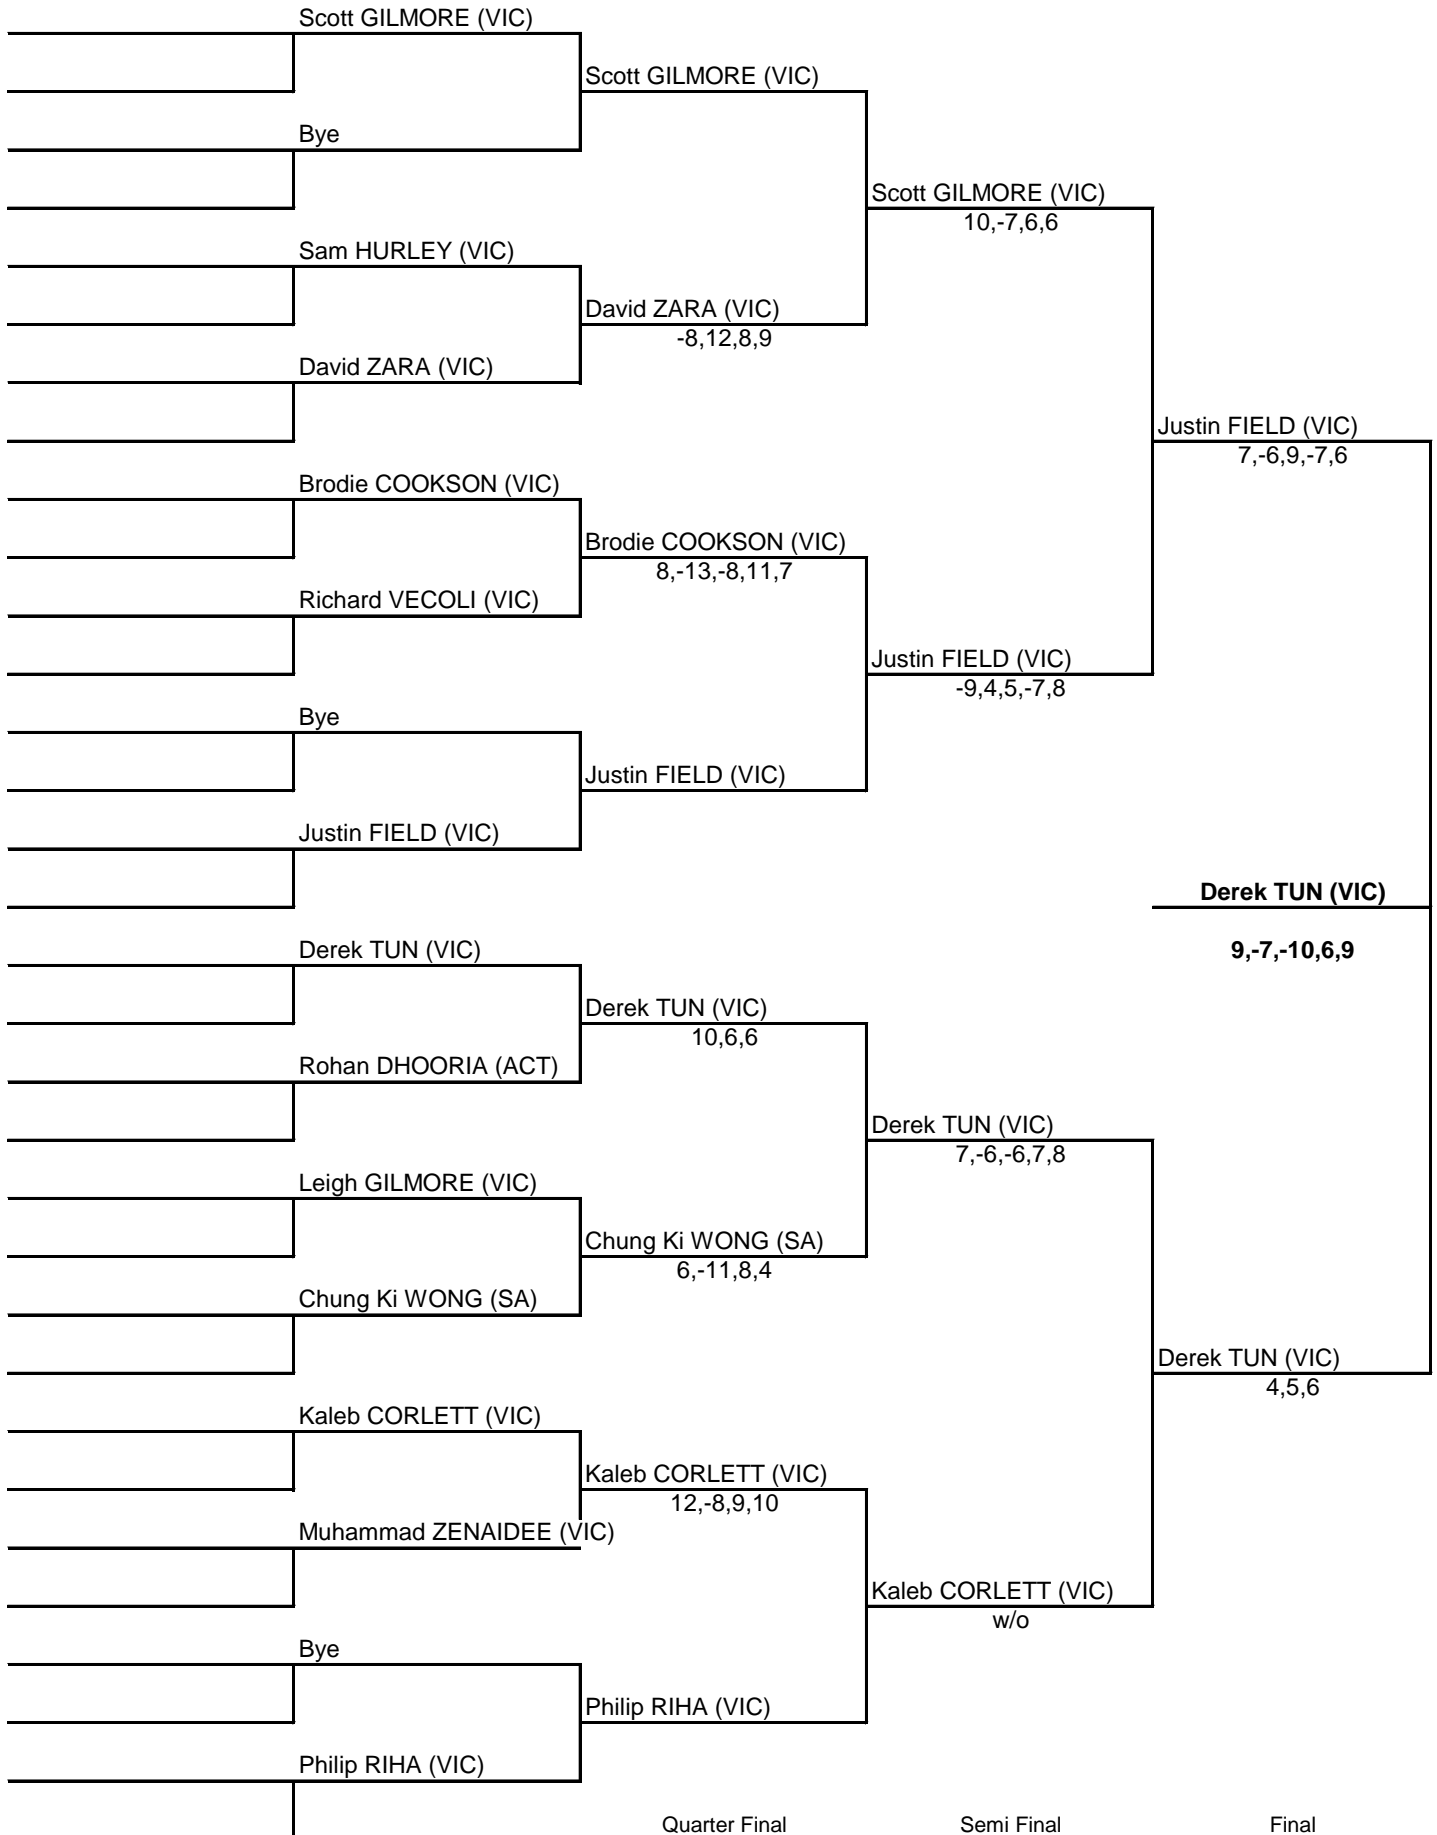 Scott GILMORE (VIC)
Scott GILMORE (VIC)
Bye
Scott GILMORE (VIC)
10,-7,6,6
Sam HURLEY (VIC)
David ZARA (VIC)
-8,12,8,9
David ZARA (VIC)
Justin FIELD (VIC)
7,-6,9,-7,6
Brodie COOKSON (VIC)
Brodie COOKSON (VIC)
8,-13,-8,11,7
Richard VECOLI (VIC)
Justin FIELD (VIC)
-9,4,5,-7,8
Bye
Justin FIELD (VIC)
Justin FIELD (VIC)
Derek TUN (VIC)
Derek TUN (VIC)
9,-7,-10,6,9
Derek TUN (VIC)
10,6,6
Rohan DHOORIA (ACT)
Derek TUN (VIC)
7,-6,-6,7,8
Leigh GILMORE (VIC)
Chung Ki WONG (SA)
6,-11,8,4
Chung Ki WONG (SA)
Derek TUN (VIC)
4,5,6
Kaleb CORLETT (VIC)
Kaleb CORLETT (VIC)
12,-8,9,10
Muhammad ZENAIDEE (VIC)
Kaleb CORLETT (VIC)
w/o
Bye
Philip RIHA (VIC)
Philip RIHA (VIC)
Quarter Final Semi Final Final